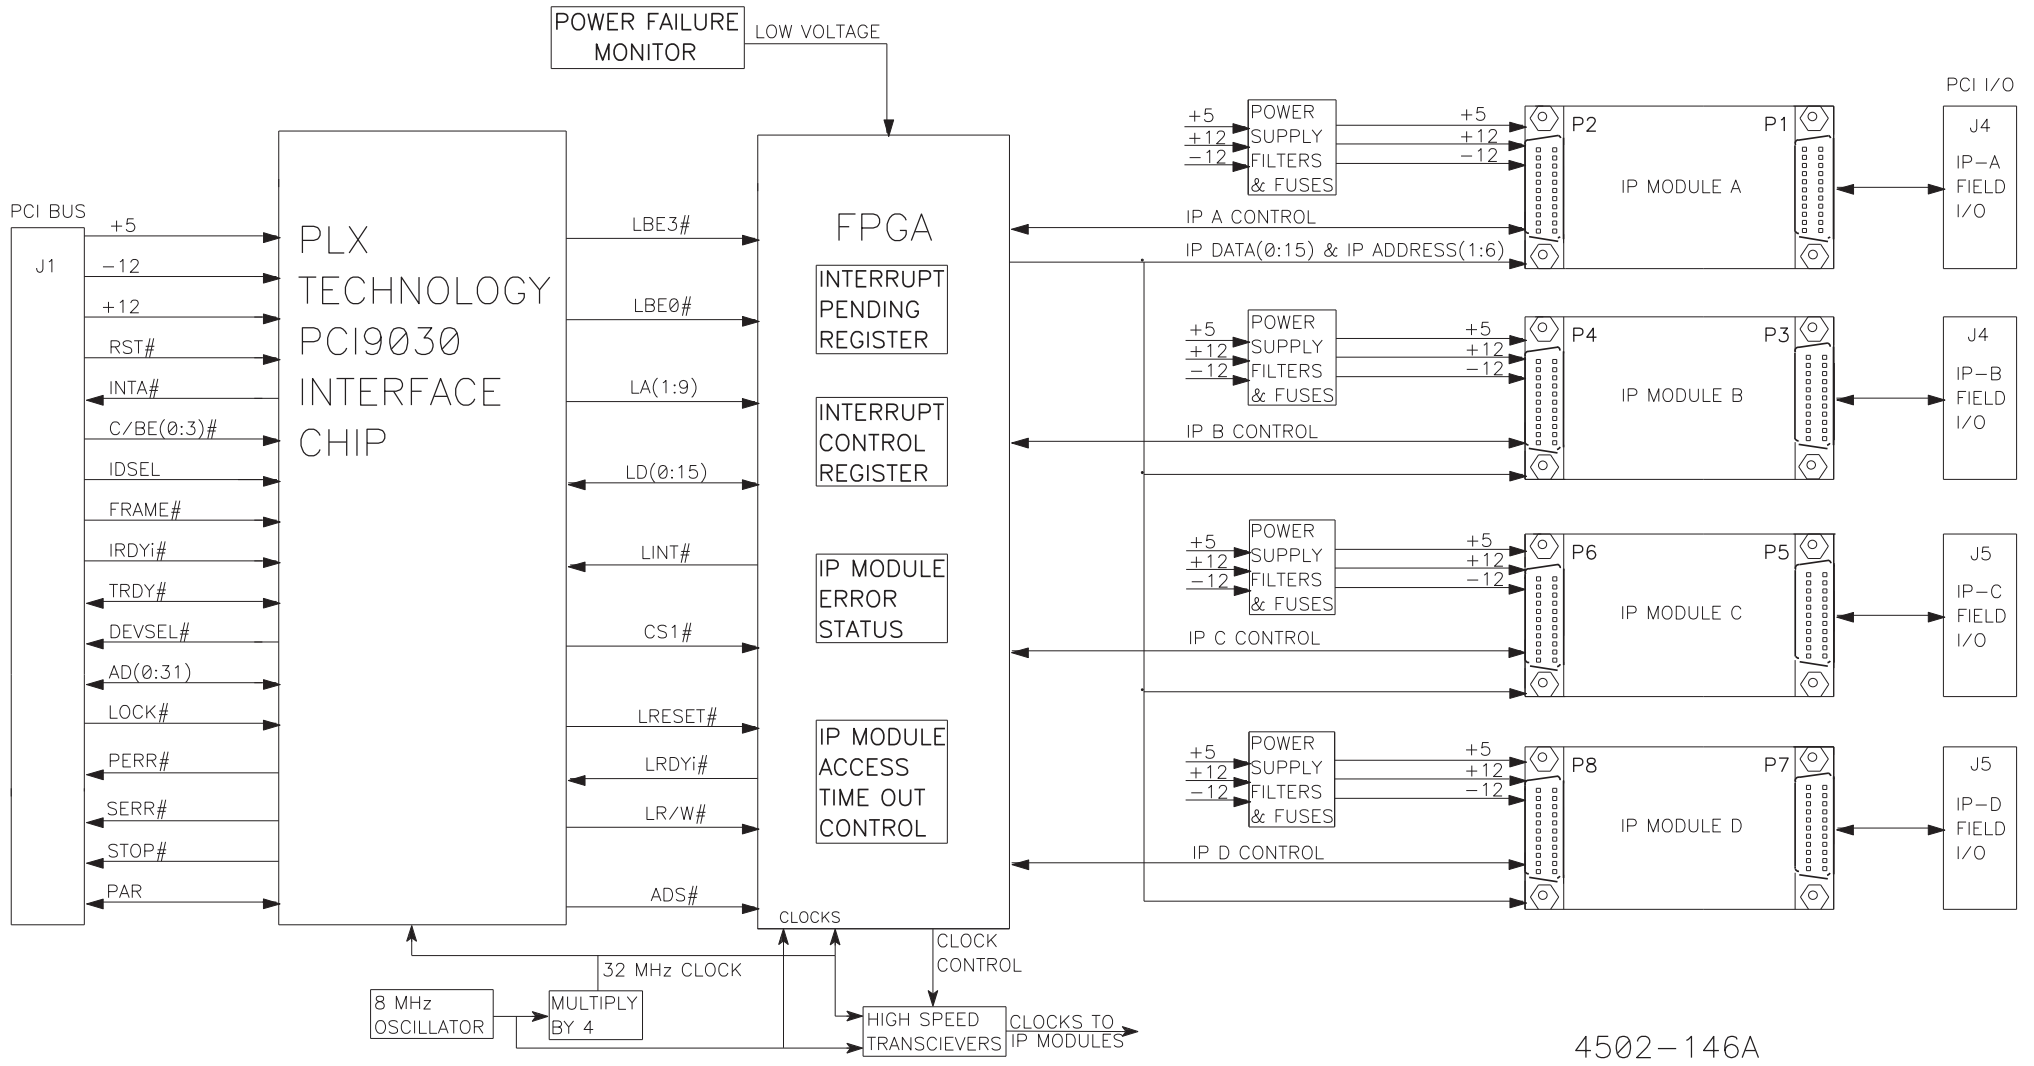 POWER FAILURE
MONITOR
LOW VOLTAGE
PCI BUS
J1
+5
-12
+12
RST#
INTA#
C/BE(0:3)#
IDSEL
FRAME#
IRDYi#
TRDY#
DEVSEL#
AD(0:31)
LOCK#
PERR#
SERR#
STOP#
PAR
PLX
TECHNOLOGY
PCI9030
INTERFACE
CHIP
LBE3#
LBE0#
LA(1:9)
LD(0:15)
LINT#
CS1#
LRESET#
LRDYi#
LR/W#
ADS#
FPGA
INTERRUPT
PENDING
REGISTER
INTERRUPT
CONTROL
REGISTER
IP MODULE
ERROR
STATUS
IP MODULE
ACCESS
TIME OUT
CONTROL
CLOCKS
CLOCK
CONTROL
32 MHz CLOCK
8 MHz
OSCILLATOR
MULTIPLY
BY 4
HIGH SPEED
TRANSCIEVERS
CLOCKS TO
IP MODULES
+5
+12
-12
POWER
SUPPLY
FILTERS
& FUSES
+5
+12
-12
IP A CONTROL
IP DATA(0:15) & IP ADDRESS(1:6)
P2
P1
IP MODULE A
PCI I/O
J4
IP-A
FIELD
I/O
+5
+12
-12
POWER
SUPPLY
FILTERS
& FUSES
+5
+12
-12
IP B CONTROL
P4
P3
IP MODULE B
J4
IP-B
FIELD
I/O
+5
+12
-12
POWER
SUPPLY
FILTERS
& FUSES
+5
+12
-12
IP C CONTROL
P6
P5
IP MODULE C
J5
IP-C
FIELD
I/O
+5
+12
-12
POWER
SUPPLY
FILTERS
& FUSES
+5
+12
-12
IP D CONTROL
P8
P7
IP MODULE D
J5
IP-D
FIELD
I/O
4502-146A